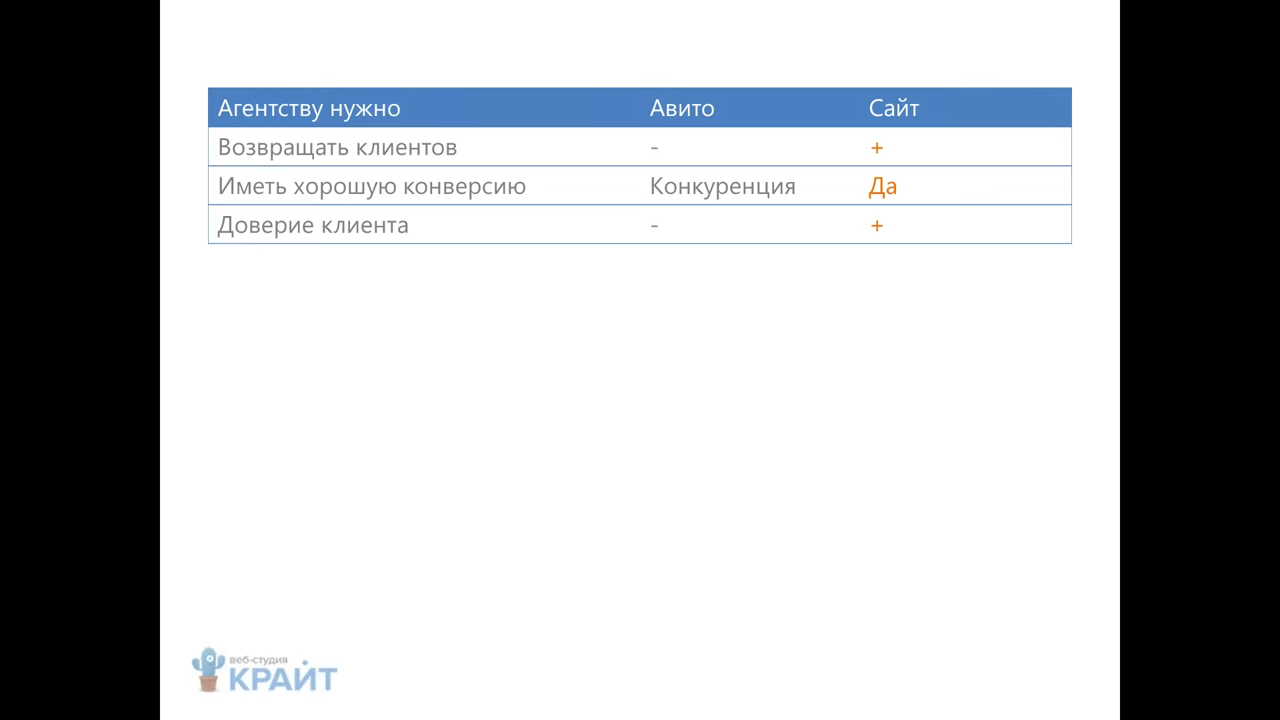 Агентству нужно Авито Сайт
Возвращать клиентов - +
Иметь хорошую конверсию Конкуренция Да
Доверие клиента - +
веб-студия
КРАЙТ